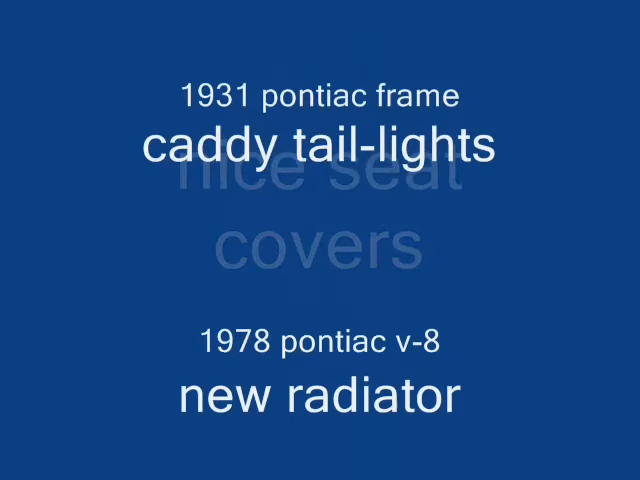 1931 pontiac frame
caddy tail-lights
nice seat
covers
1978 pontiac v-8
new radiator